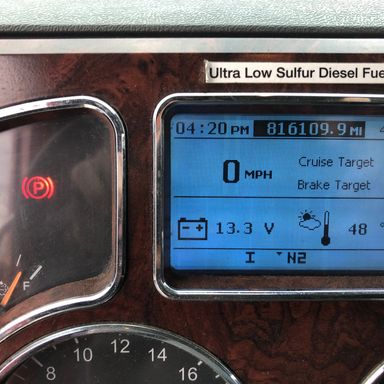 Ultra Low Sulfur Diesel Fue
04:20 PM 816109.9 MI
0 MPH
Cruise Target
Brake Target
P
- + 13.3 V 48 °
I N2
F
8 10 12 14 16